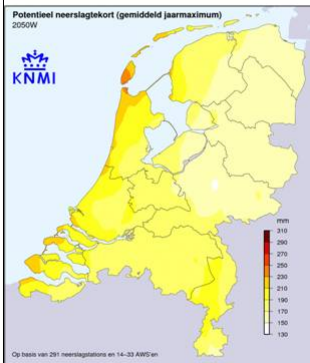 Potentieel neerslagtekort (gemiddeld jaarmaximum)
2050W
KNMI
mm
310
290
270
250
230
210
190
170
150
130
Op basis van 291 neerslagstations en 14-33 AWS'en